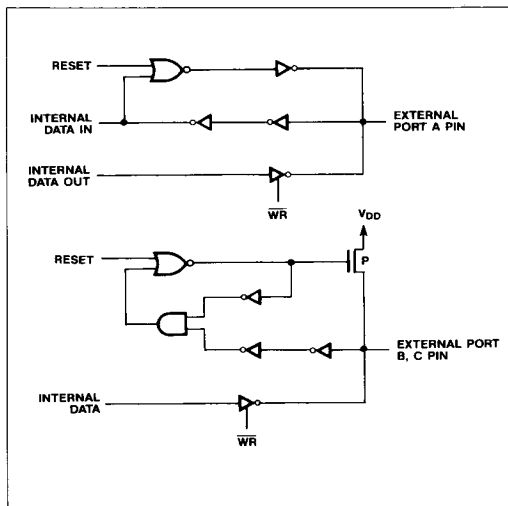 RESET
INTERNAL
DATA IN
EXTERNAL
PORT A PIN
INTERNAL
DATA OUT
WR
VDD
RESET
P
EXTERNAL PORT
B, C PIN
INTERNAL
DATA
WR